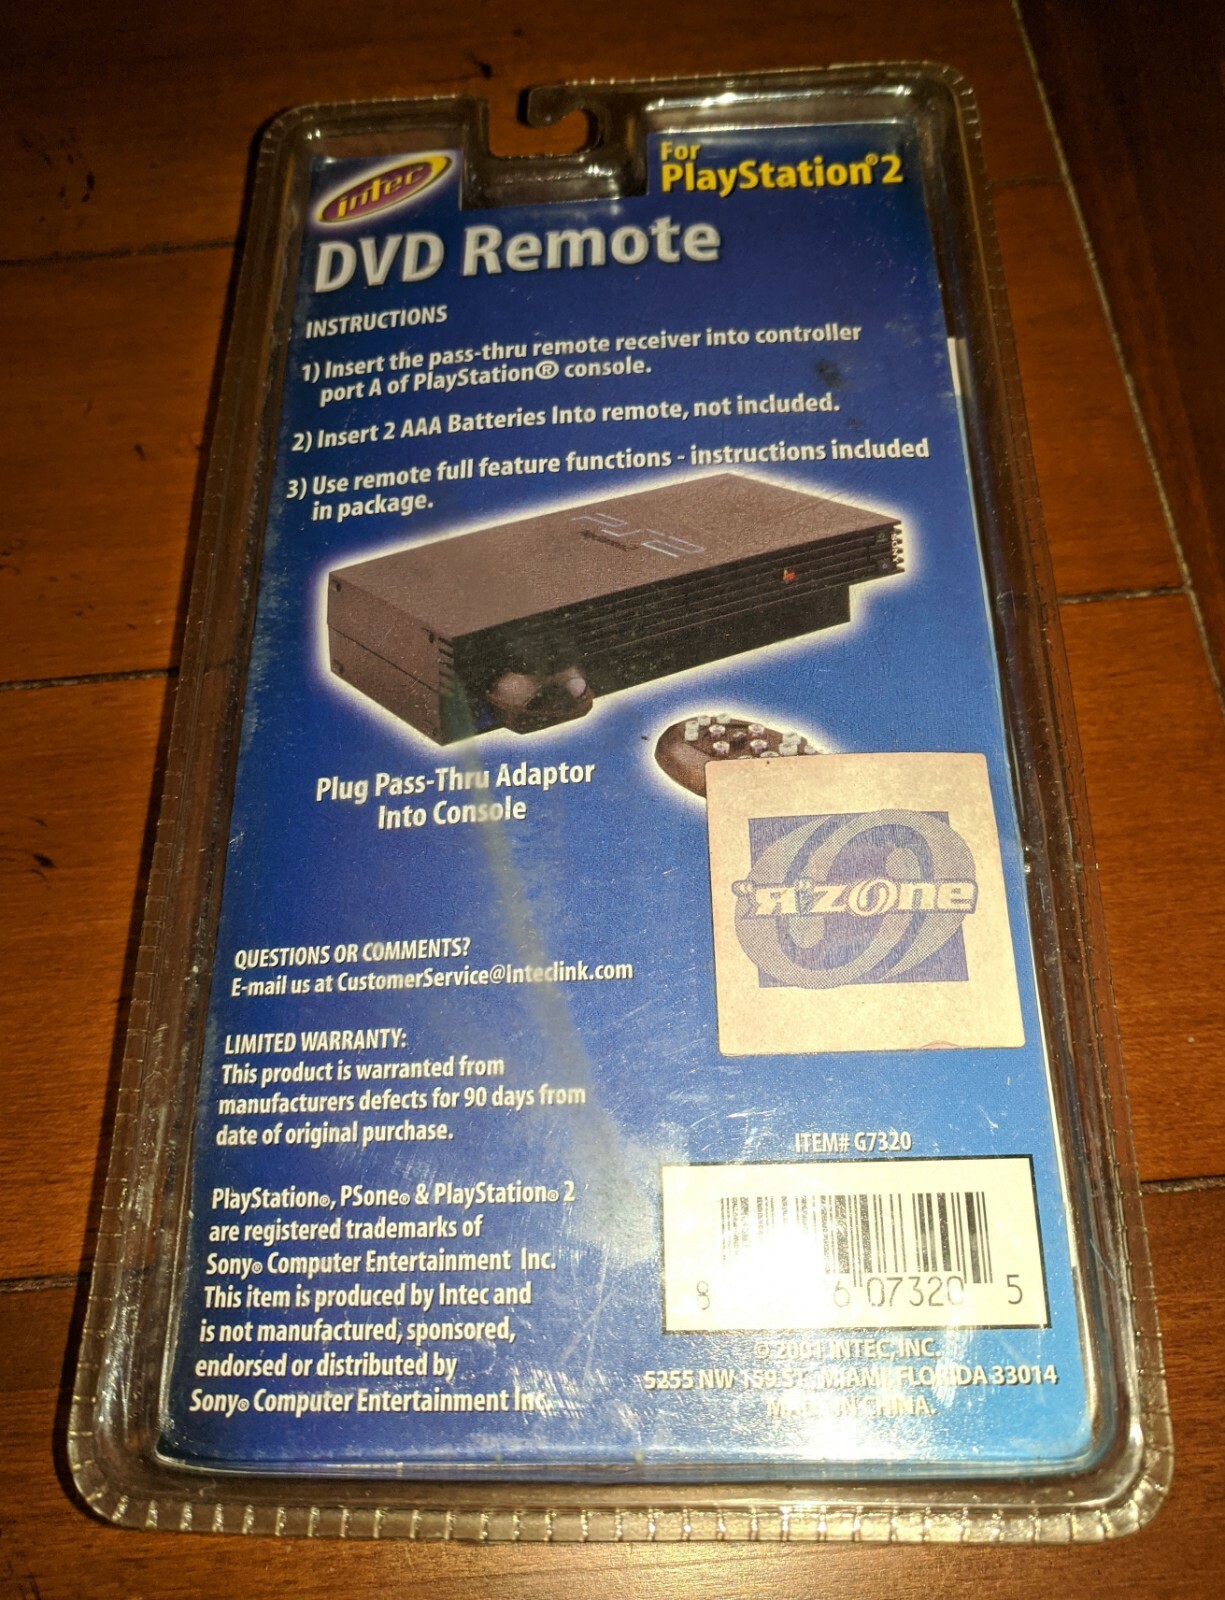 intec
For
PlayStation®2
DVD Remote
INSTRUCTIONS
1) Insert the pass-thru remote receiver into controller
port A of PlayStation® console.
2) Insert 2 AAA Batteries Into remote, not included.
3) Use remote full feature functions - instructions included
in package.
PS2
Plug Pass-Thru Adaptor
Into Console
"Я"zone
QUESTIONS OR COMMENTS?
E-mail us at CustomerService@Inteclink.com
LIMITED WARRANTY:
This product is warranted from
manufacturers defects for 90 days from
date of original purchase.
PlayStation®, PSone® & PlayStation® 2
are registered trademarks of
Sony® Computer Entertainment Inc.
This item is produced by Intec and
is not manufactured, sponsored,
endorsed or distributed by
Sony® Computer Entertainment Inc.
ITEM# G7320
8 6 07320 5
© 2001 INTEC, INC.
5255 NW 159 ST. MIAMI, FLORIDA 33014
MADE IN CHINA.